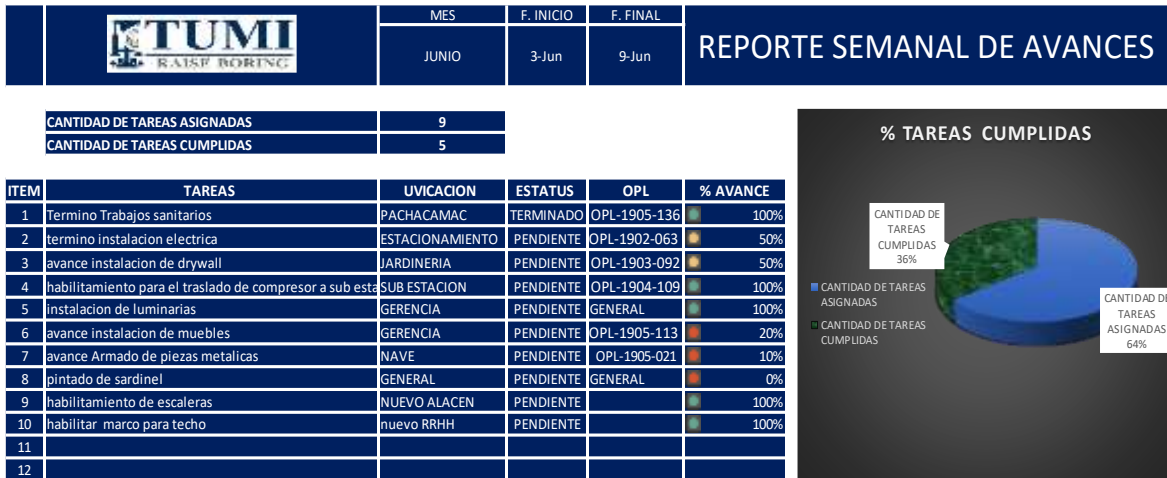 TUMI
RAISE BORING
MES F. INICIO F. FINAL
JUNIO 3-Jun 9-Jun
REPORTE SEMANAL DE AVANCES
CANTIDAD DE TAREAS ASIGNADAS 9
CANTIDAD DE TAREAS CUMPLIDAS 5
ITEM TAREAS UVICACION ESTATUS OPL % AVANCE
1 Termino Trabajos sanitarios PACHACAMAC TERMINADO OPL-1905-136 100%
2 termino instalacion electrica ESTACIONAMIENTO PENDIENTE OPL-1902-063 50%
3 avance instalacion de drywall JARDINERIA PENDIENTE OPL-1903-092 50%
4 habilitamiento para el traslado de compresor a sub esta SUB ESTACION PENDIENTE OPL-1904-109 100%
5 instalacion de luminarias GERENCIA PENDIENTE GENERAL 100%
6 avance instalacion de muebles GERENCIA PENDIENTE OPL-1905-113 20%
7 avance Armado de piezas metalicas NAVE PENDIENTE OPL-1905-021 10%
8 pintado de sardinel GENERAL PENDIENTE GENERAL 0%
9 habilitamiento de escaleras NUEVO ALACEN PENDIENTE 100%
10 habilitar marco para techo nuevo RRHH PENDIENTE 100%
11
12
% TAREAS CUMPLIDAS
CANTIDAD DE
TAREAS
CUMPLIDAS
36%
CANTIDAD DE TAREAS
ASIGNADAS
CANTIDAD DE TAREAS
CUMPLIDAS
CANTIDAD DE
TAREAS
ASIGNADAS
64%